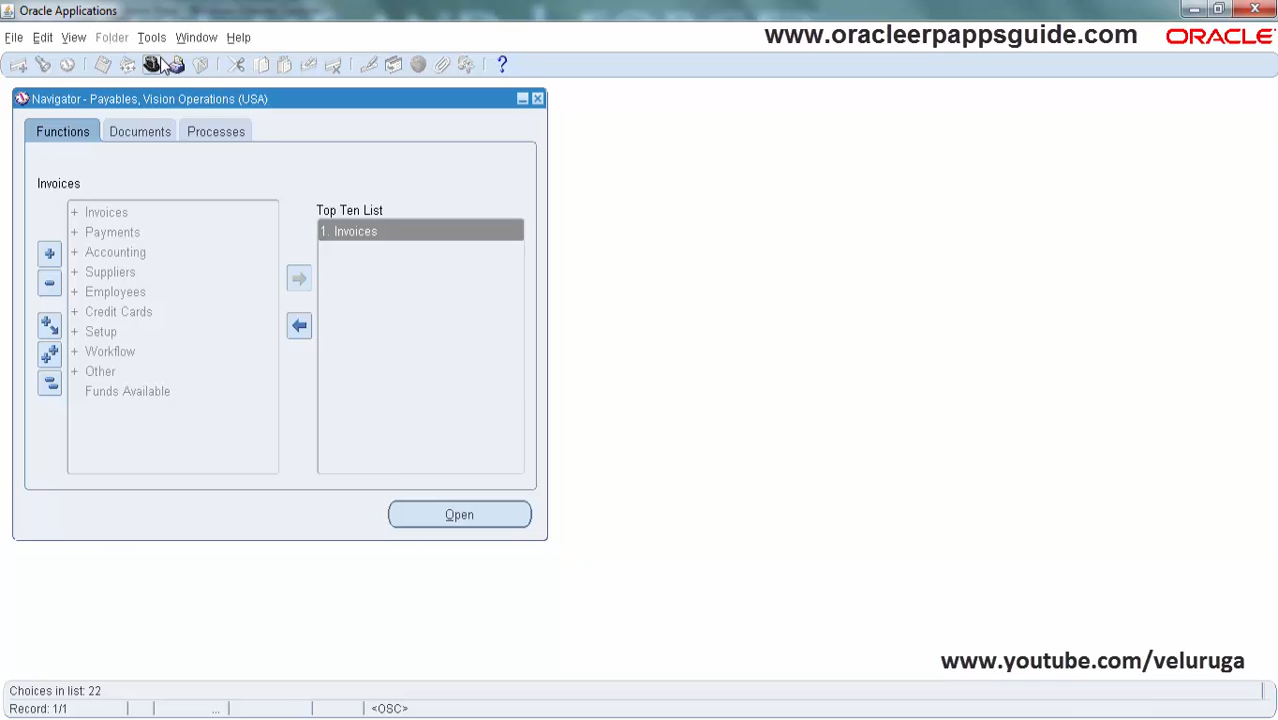 Oracle Applications
File Edit View Folder Tools Window Help
www.oracleerpappsguide.com ORACLE
Navigator - Payables, Vision Operations (USA)
Functions Documents Processes
Invoices
Top Ten List
+ Invoices
+ Payments
+ Accounting
+ Suppliers
+ Employees
+ Credit Cards
+ Setup
+ Workflow
+ Other
Funds Available
1. Invoices
Open
www.youtube.com/veluruga
Choices in list: 22
Record: 1/1 ... <OSC>